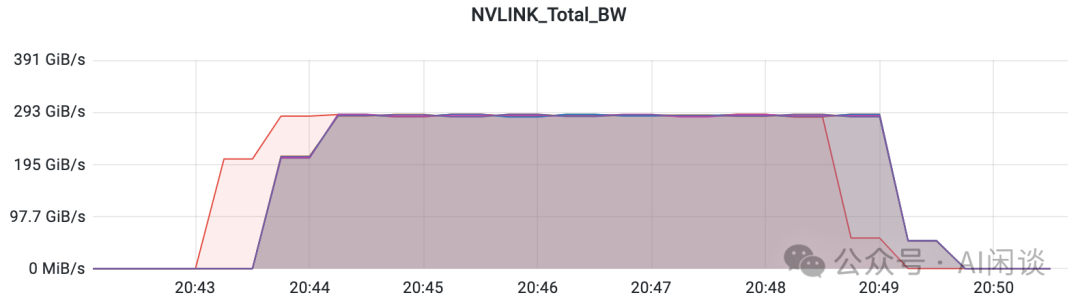 NVLINK_Total_BW
391 GiB/s
293 GiB/s
195 GiB/s
97.7 GiB/s
0 MiB/s
20:43 20:44 20:45 20:46 20:47 20:48 20:49 20:50
公众号 · AI闲谈